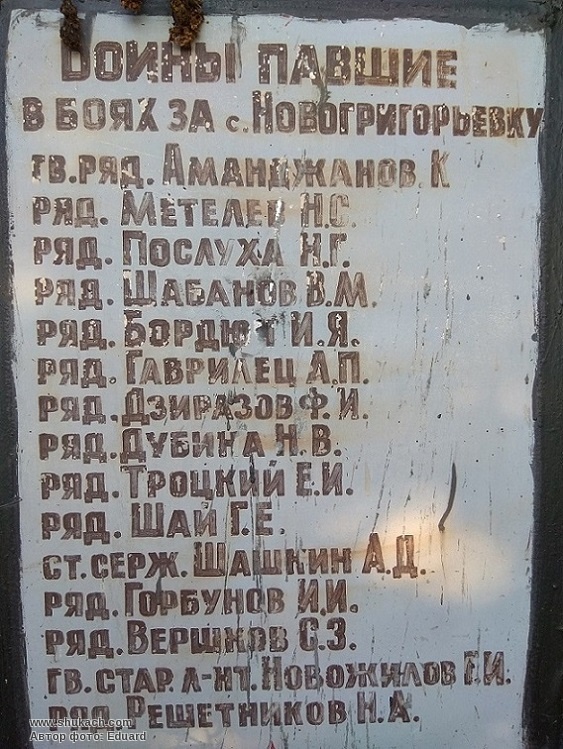 Воины павшие
в боях за с. Новогригорьевку
гв. ряд. Аманджанов. К
ряд. Метелев Н.С.
ряд. Послуха Н.Г.
ряд. Шабанов В.М.
ряд. Бордют И.Я.
ряд. Гаврилец А.П.
ряд. Дзиразов Ф.И.
ряд. Дубина Н.В.
ряд. Троцкий Е.И.
ряд. Шай Г.Е.
ст. серж. Шашкин А.Д.
ряд. Горбунов И.И.
ряд. Вершков С.З.
гв. стар. л-нт. Новожилов Г.И.
ряд. Решетников Н.А.
www.shukach.com
Автор фото: Eduard